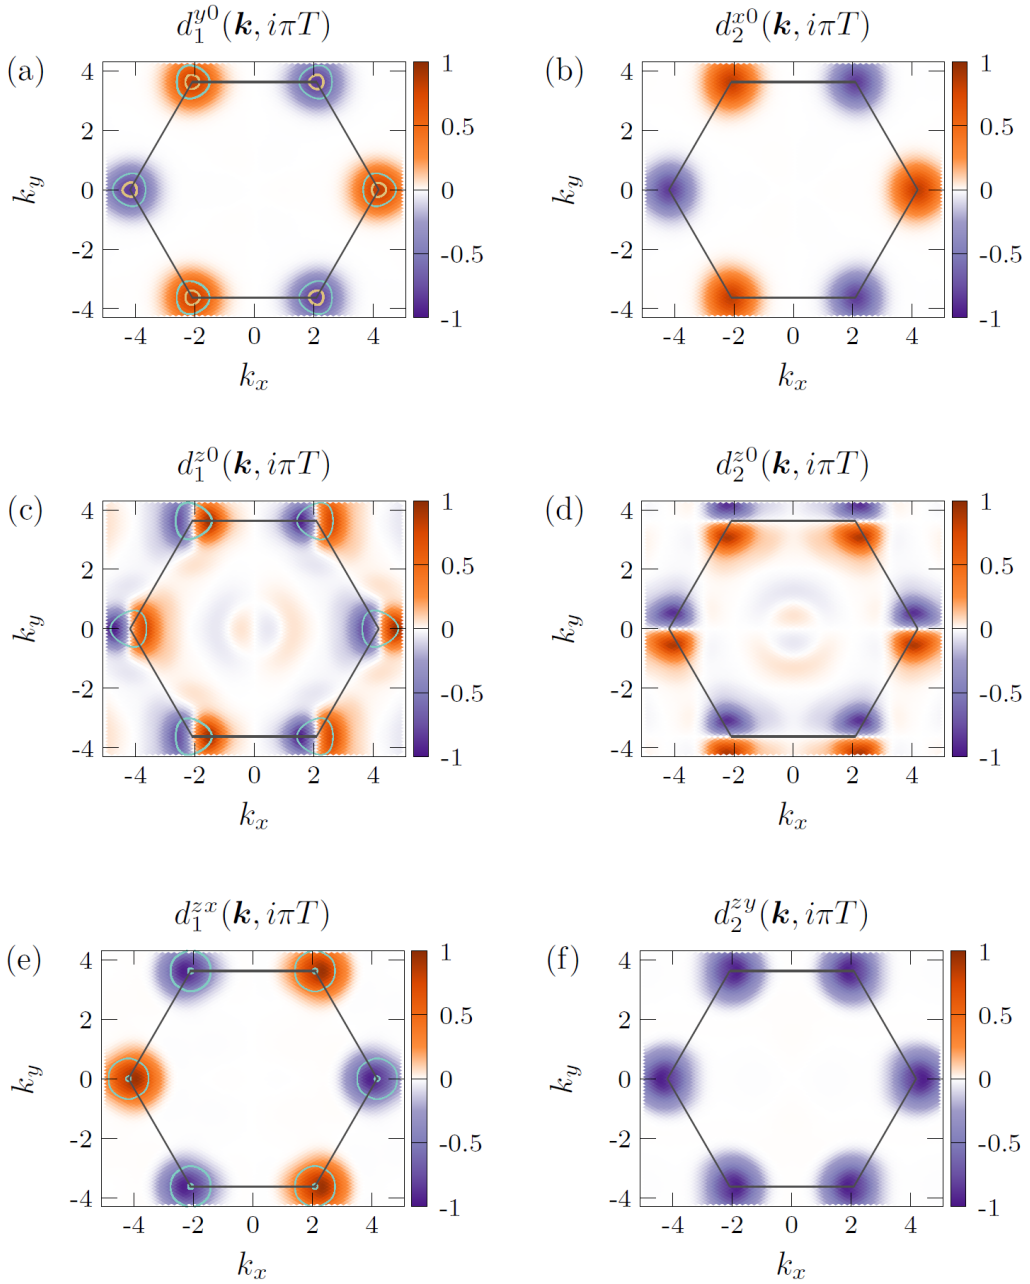 d_1^{y0}(k, iπT)
d_2^{x0}(k, iπT)
(a)
4
2
0
-2
-4
k_y
-4 -2 0 2 4
k_x
1
0.5
0
-0.5
-1
(b)
4
2
0
-2
-4
k_y
-4 -2 0 2 4
k_x
1
0.5
0
-0.5
-1
d_1^{z0}(k, iπT)
d_2^{z0}(k, iπT)
(c)
4
2
0
-2
-4
k_y
-4 -2 0 2 4
k_x
1
0.5
0
-0.5
-1
(d)
4
2
0
-2
-4
k_y
-4 -2 0 2 4
k_x
1
0.5
0
-0.5
-1
d_1^{zx}(k, iπT)
d_2^{zy}(k, iπT)
(e)
4
2
0
-2
-4
k_y
-4 -2 0 2 4
k_x
1
0.5
0
-0.5
-1
(f)
4
2
0
-2
-4
k_y
-4 -2 0 2 4
k_x
1
0.5
0
-0.5
-1